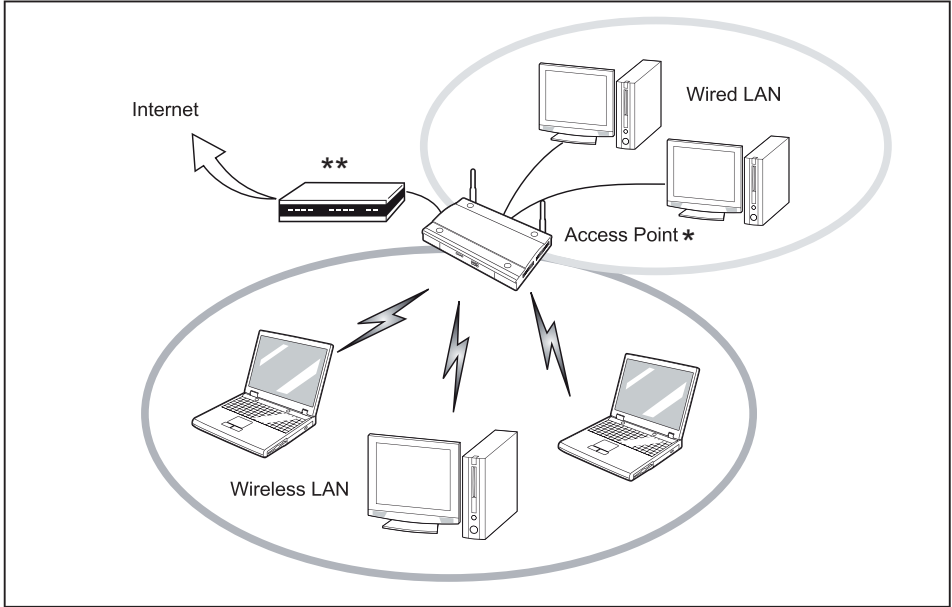 Internet
**
Wired LAN
Access Point *
Wireless LAN